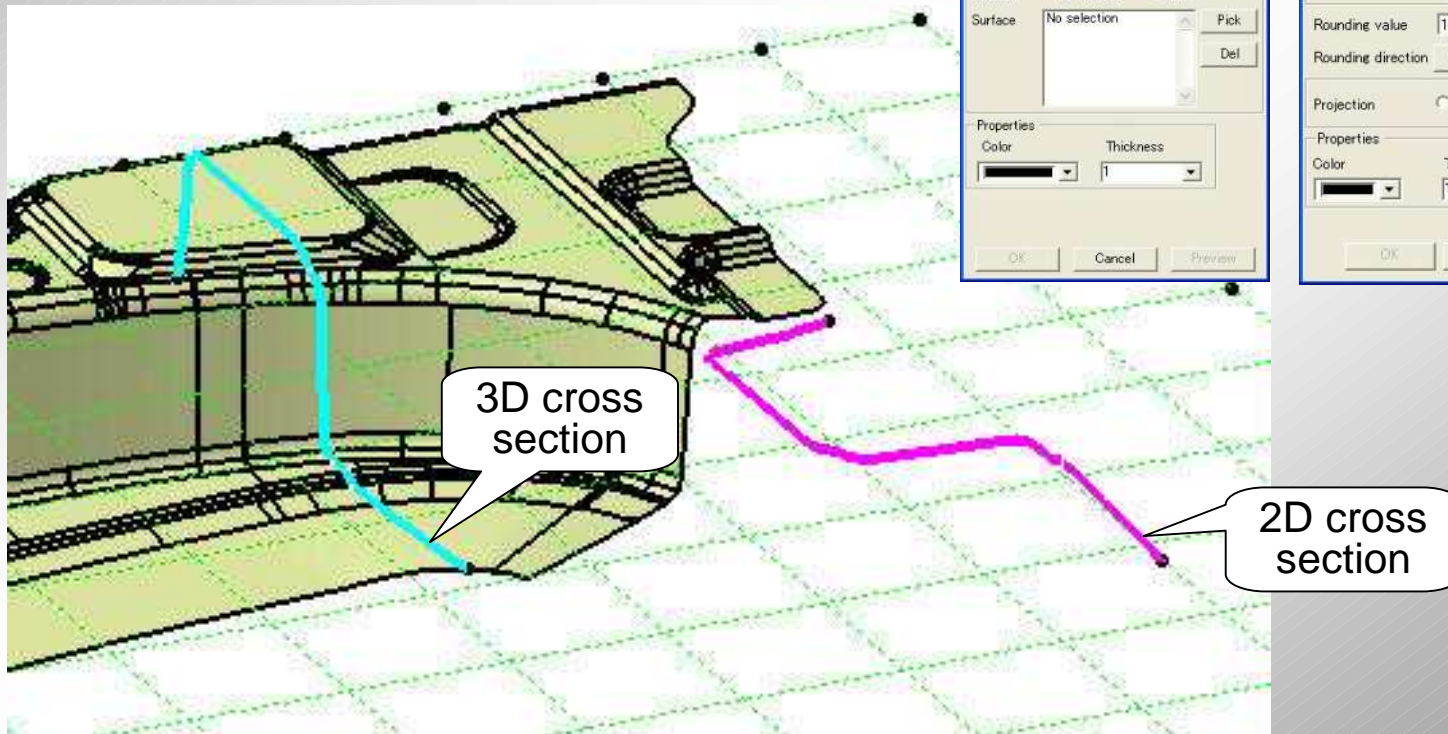 Surface
No selection
Pick
Del
Properties
Color
Thickness
1
OK
Cancel
Preview
Rounding value
1
Rounding direction
Projection
Properties
Color
OK
3D cross
section
2D cross
section